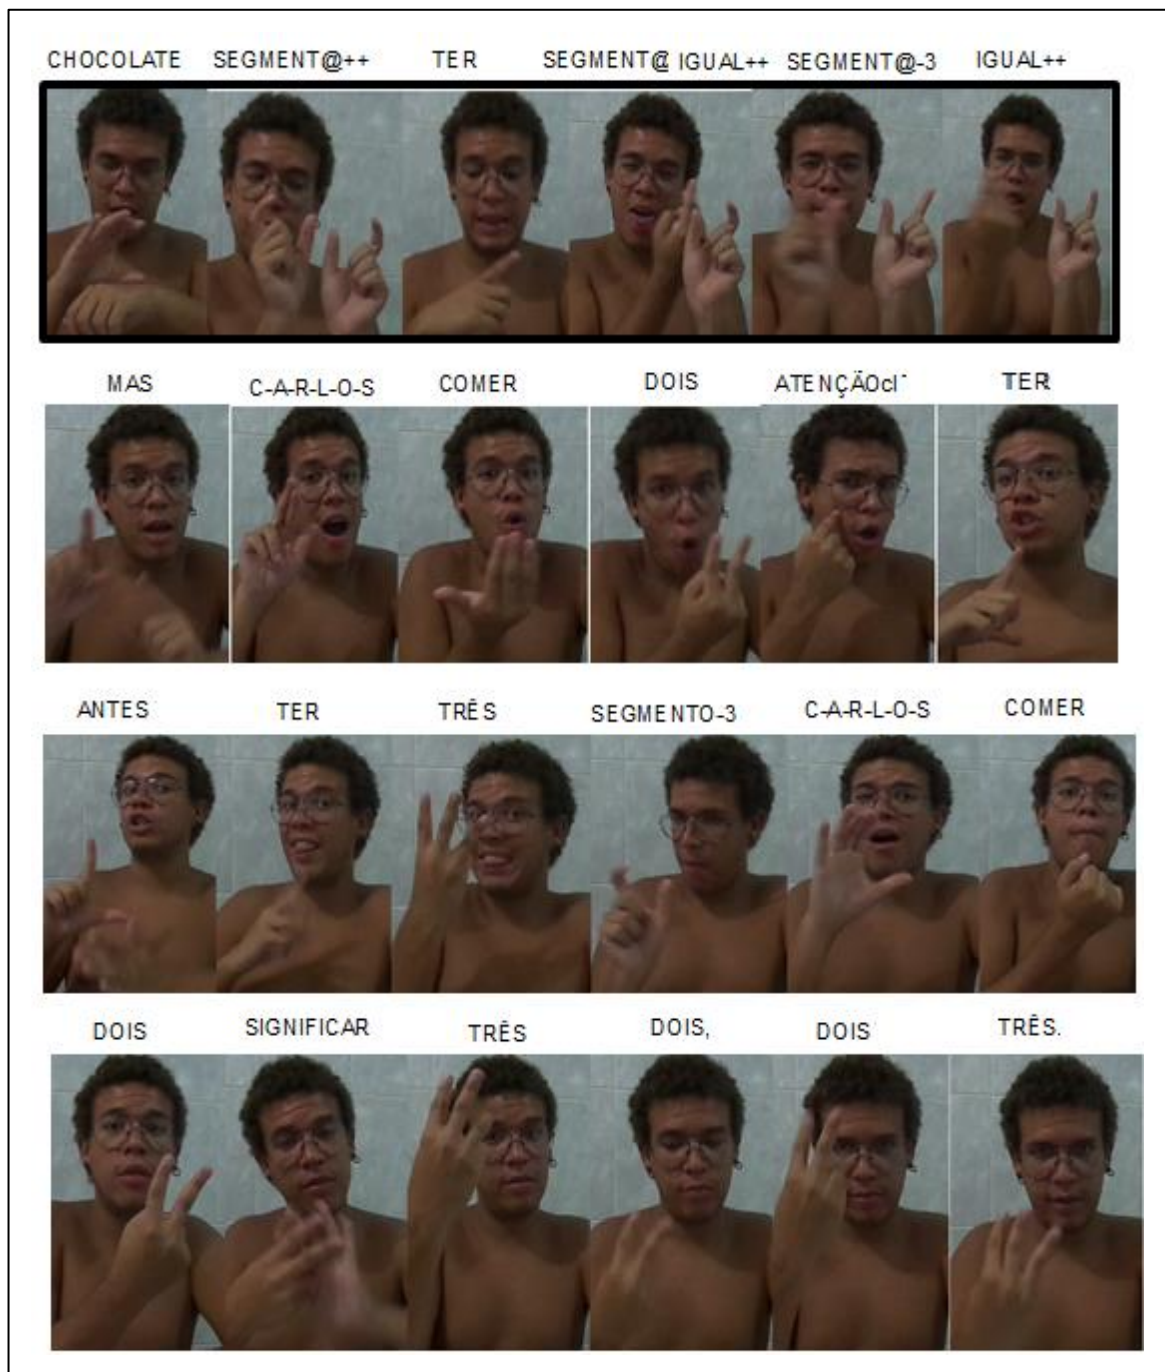 CHOCOLATE SEGMENT@++ TER SEGMENT@ IGUAL++ SEGMENT@-3 IGUAL++
MAS C-A-R-L-O-S COMER DOIS ATENÇÃOcl TER
ANTES TER TRÊS SEGMENTO-3 C-A-R-L-O-S COMER
DOIS SIGNIFICAR TRÊS DOIS, DOIS TRÊS.